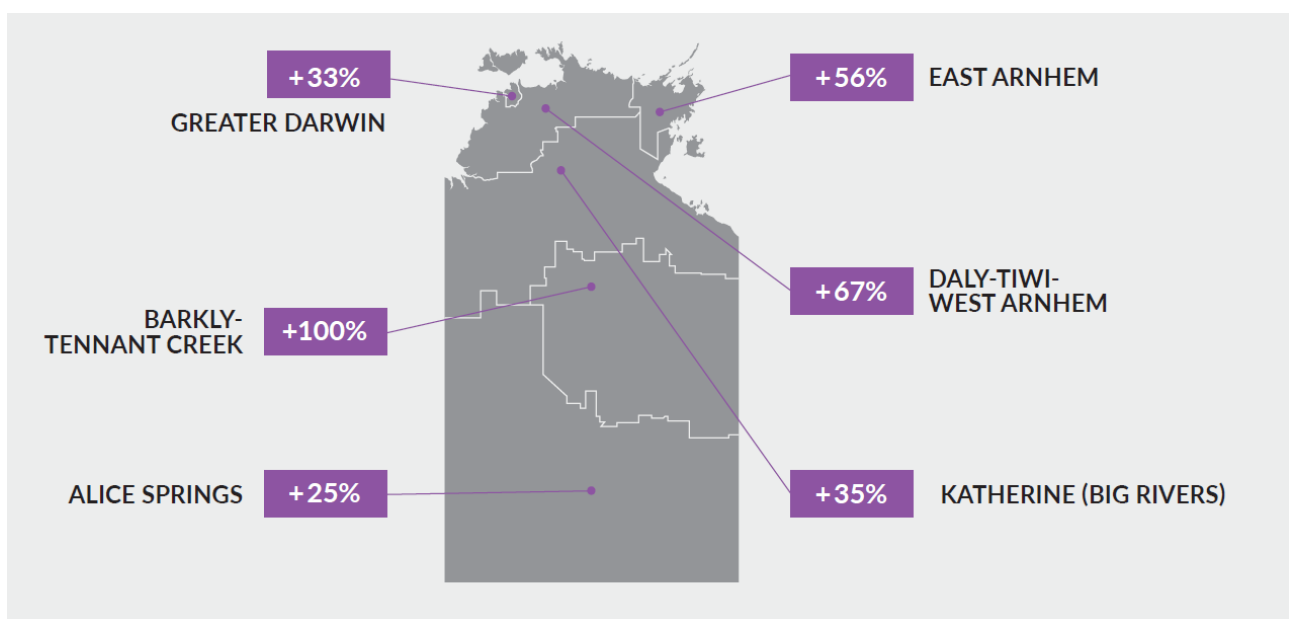 +33%
GREATER DARWIN
+56%
EAST ARNHEM
+67%
DALY-TIWI-
WEST ARNHEM
BARKLY-
TENNANT CREEK
+100%
ALICE SPRINGS
+25%
+35%
KATHERINE (BIG RIVERS)